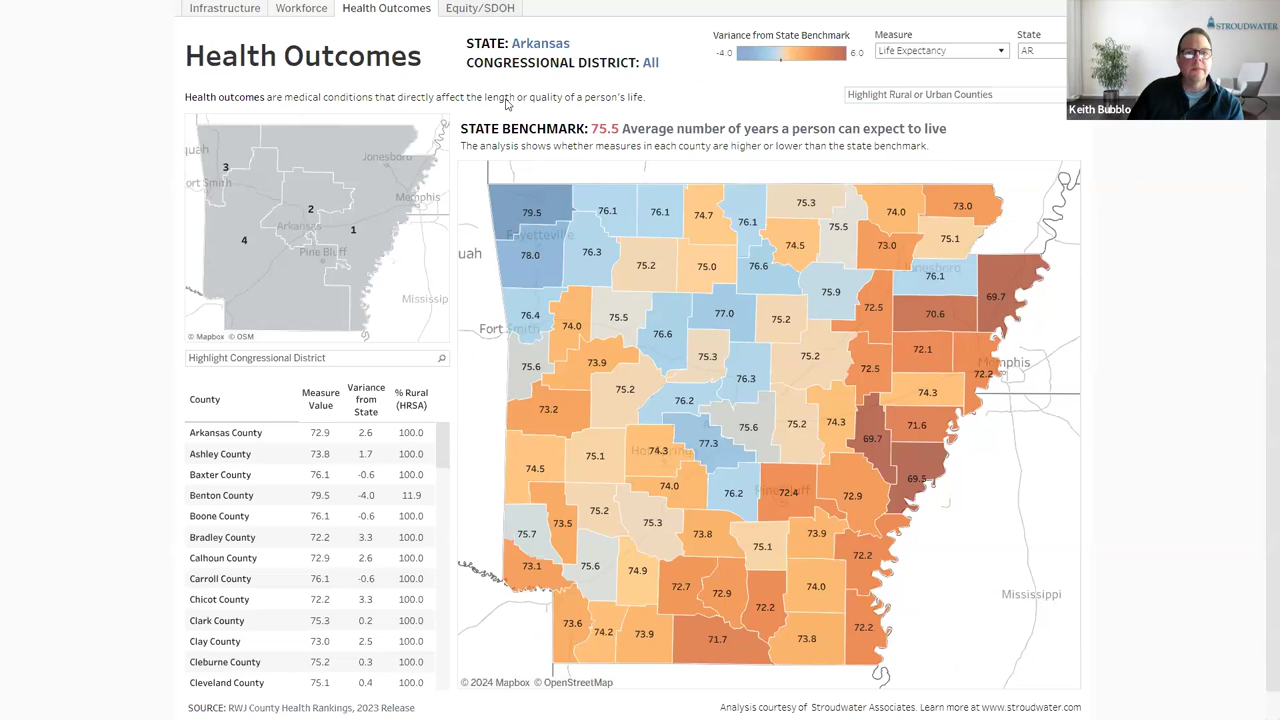 Infrastructure Workforce Health Outcomes Equity/SDOH
STROUDWATER
Keith Bubblo
Health Outcomes
STATE: Arkansas
CONGRESSIONAL DISTRICT: All
Variance from State Benchmark
-4.0 6.0
Measure
Life Expectancy
State
AR
Health outcomes are medical conditions that directly affect the length or quality of a person's life.
Highlight Rural or Urban Counties
STATE BENCHMARK: 75.5 Average number of years a person can expect to live
The analysis shows whether measures in each county are higher or lower than the state benchmark.
quah
3
ort Smith
Jonesboro
Memphis
2
Arkansas
1
4
Pine Bluff
Mississip
© Mapbox © OSM
Highlight Congressional District
County Measure Value Variance from State % Rural (HRSA)
Arkansas County 72.9 2.6 100.0
Ashley County 73.8 1.7 100.0
Baxter County 76.1 -0.6 100.0
Benton County 79.5 -4.0 11.9
Boone County 76.1 -0.6 100.0
Bradley County 72.2 3.3 100.0
Calhoun County 72.9 2.6 100.0
Carroll County 76.1 -0.6 100.0
Chicot County 72.2 3.3 100.0
Clark County 75.3 0.2 100.0
Clay County 73.0 2.5 100.0
Cleburne County 75.2 0.3 100.0
Cleveland County 75.1 0.4 100.0
79.5 76.1 76.1 74.7 76.1 75.3 75.5 74.0 73.0
Fayetteville
uah
78.0 76.3 75.2 75.0 76.6 74.5 73.0 75.1
Jonesboro
76.4 74.0 75.5 76.6 77.0 75.2 75.9 72.5 76.1 69.7
Fort Smith
70.6
75.6 73.9 75.3 75.2 72.5 72.1 72.2
Memphis
73.2 75.2 76.2 76.3 74.3
77.3 75.6 75.2 74.3 69.7 71.6
74.5 75.1 74.3 69.5
74.0 76.2 72.4 72.9
Pine Bluff
75.7 73.5 75.2 75.3 73.8 75.1 73.9 72.2
73.1 75.6 74.9 72.7 72.9 72.2 74.0
Mississippi
73.6 74.2 73.9 71.7 73.8 72.2
© 2024 Mapbox © OpenStreetMap
SOURCE: RWJ County Health Rankings, 2023 Release
Analysis courtesy of Stroudwater Associates. Learn more at www.stroudwater.com